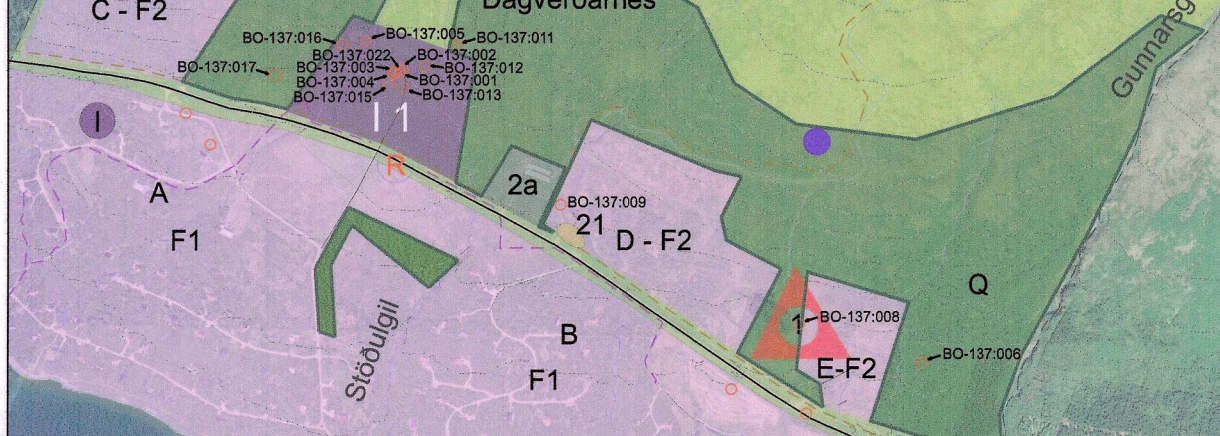 C - F2
Dagverðarnes
Gunnarsg
BO-137:016
BO-137:005
BO-137:011
BO-137:022
BO-137:002
BO-137:017
BO-137:003
BO-137:012
BO-137:004
BO-137:001
BO-137:015
BO-137:013
I
I 1
R
A
2a
BO-137:009
21
F1
D - F2
Q
1
BO-137:008
Stöðulgil
B
BO-137:006
E-F2
F1